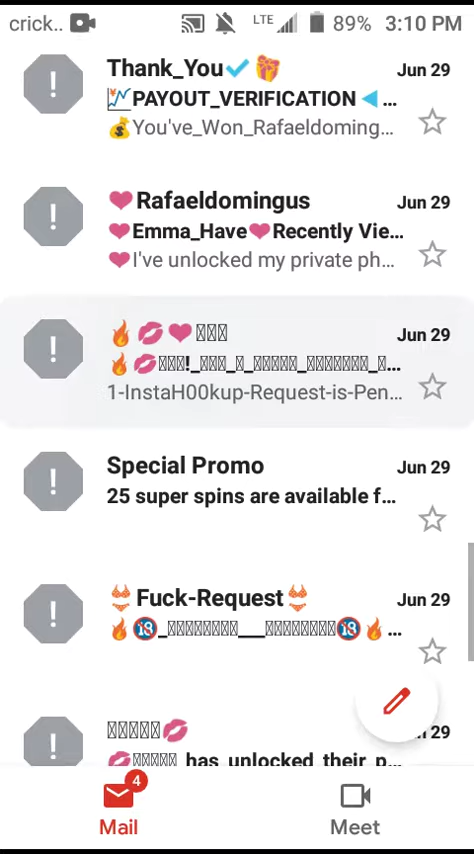 crick.. LTE 89% 3:10 PM
Thank_You✔️🎁 Jun 29
💹PAYOUT_VERIFICATION ◀ ...
💰You've_Won_Rafaeldoming...
❤Rafaeldomingus Jun 29
❤Emma_Have❤Recently Vie...
❤I've unlocked my private ph...
🔥💋❤ Jun 29
🔥💋
1-InstaH00kup-Request-is-Pen...
Special Promo Jun 29
25 super spins are available f...
👙Fuck-Request👙 Jun 29
🔥🔞 🔞🔥...
💋 29
💋 has unlocked their p...
4
Mail Meet